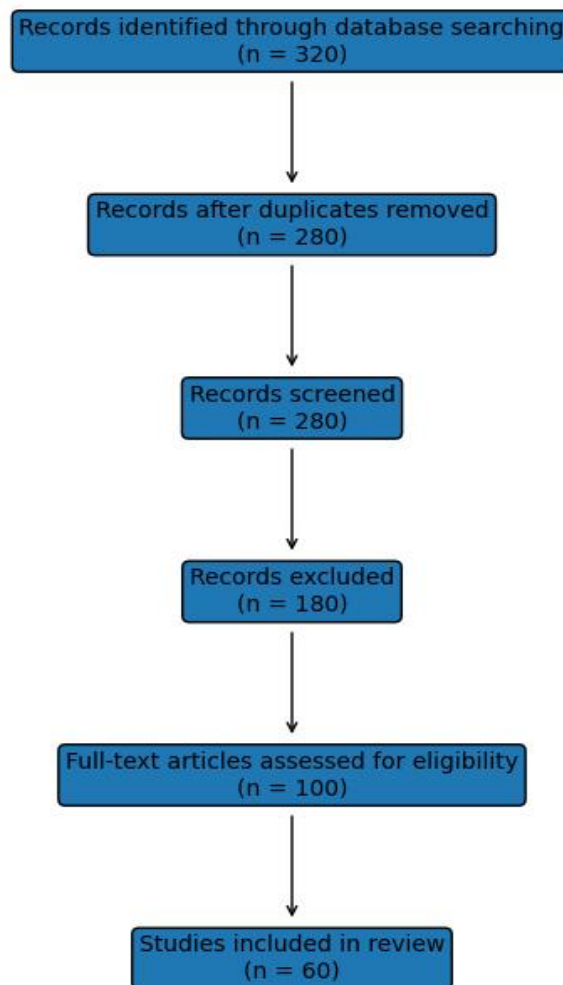 Records identified through database searching
(n = 320)
Records after duplicates removed
(n = 280)
Records screened
(n = 280)
Records excluded
(n = 180)
Full-text articles assessed for eligibility
(n = 100)
Studies included in review
(n = 60)